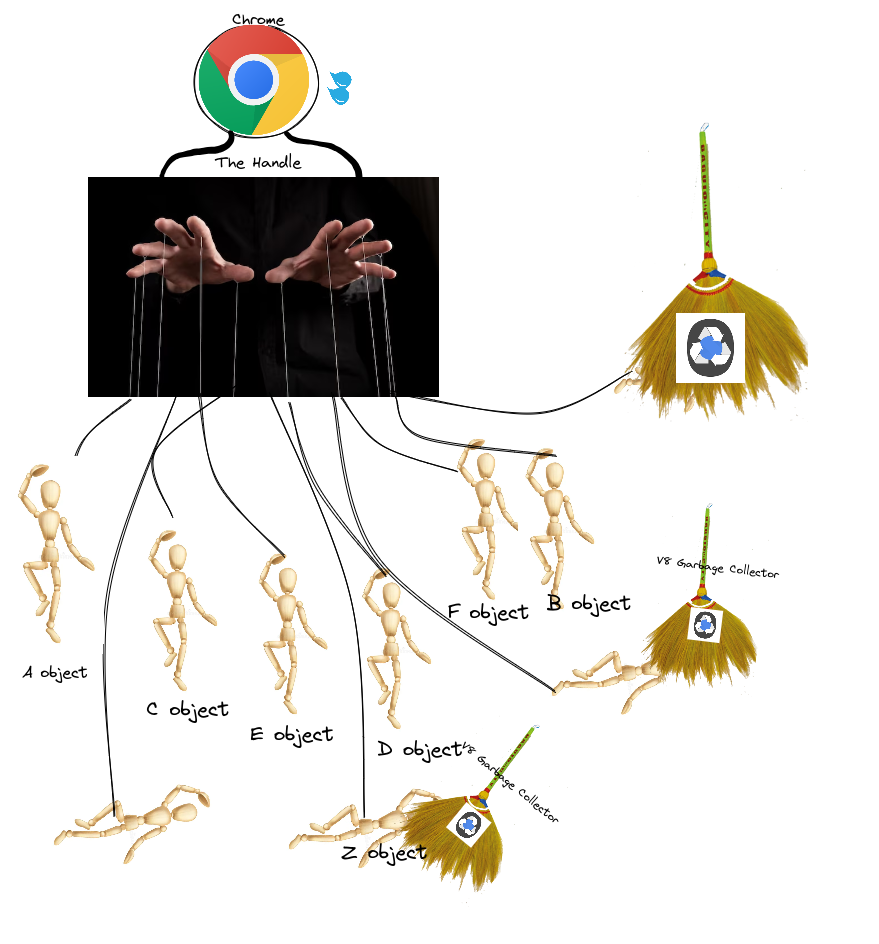 Chrome
The Handle
A object
C object
E object
D object
F object
B object
V8 Garbage Collector
V8 Garbage Collector
Z object